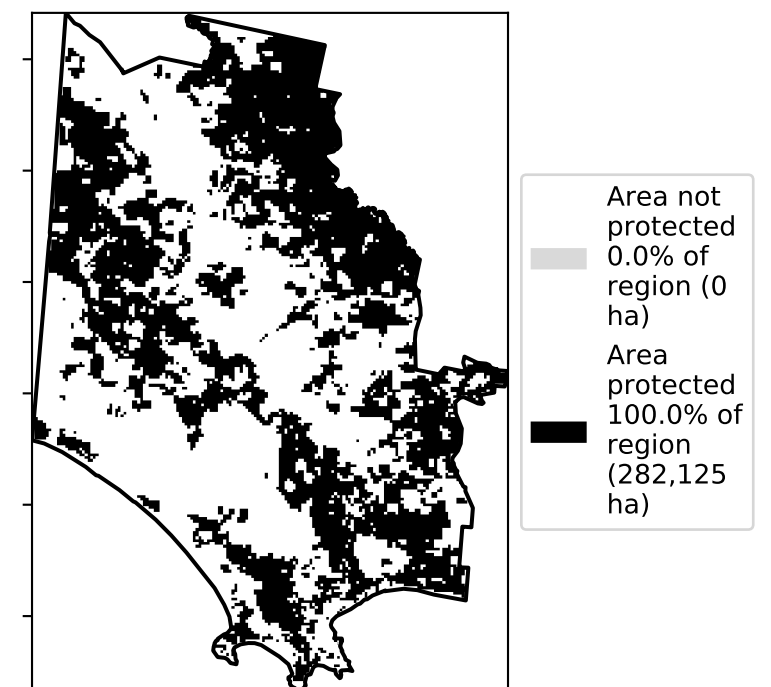 Area not
protected
0.0% of
region (0
ha)
Area
protected
100.0% of
region
(282,125
ha)